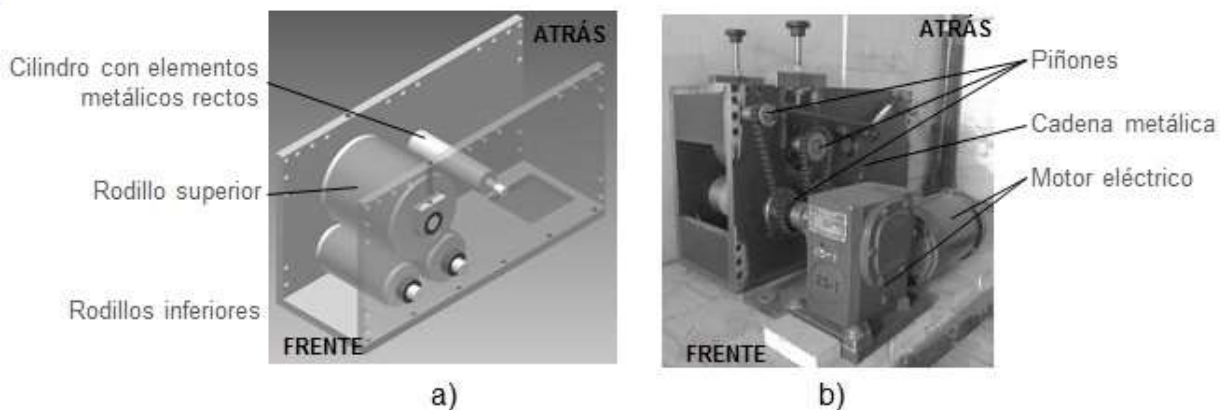 ATRÁS
Cilindro con elementos
metálicos rectos
Rodillo superior
Rodillos inferiores
FRENTE
a)
ATRÁS
Piñones
Cadena metálica
Motor eléctrico
FRENTE
b)